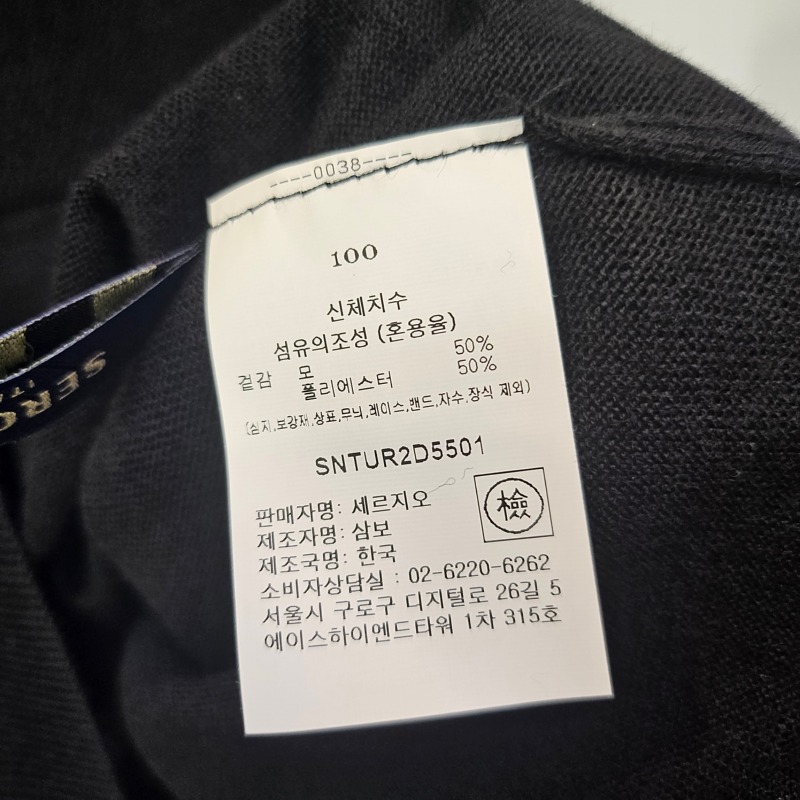 ----0038----
100
신체치수
섬유의조성 (혼용율)
겉감 모 50%
폴리에스터 50%
(심지,보강재,상표,무늬,레이스,밴드,자수,장식 제외)
SNTUR2D5501
판매자명: 세르지오
제조자명: 삼보
제조국명: 한국
檢
소비자상담실 : 02-6220-6262
서울시 구로구 디지털로 26길 5
에이스하이엔드타워 1차 315호
SERG